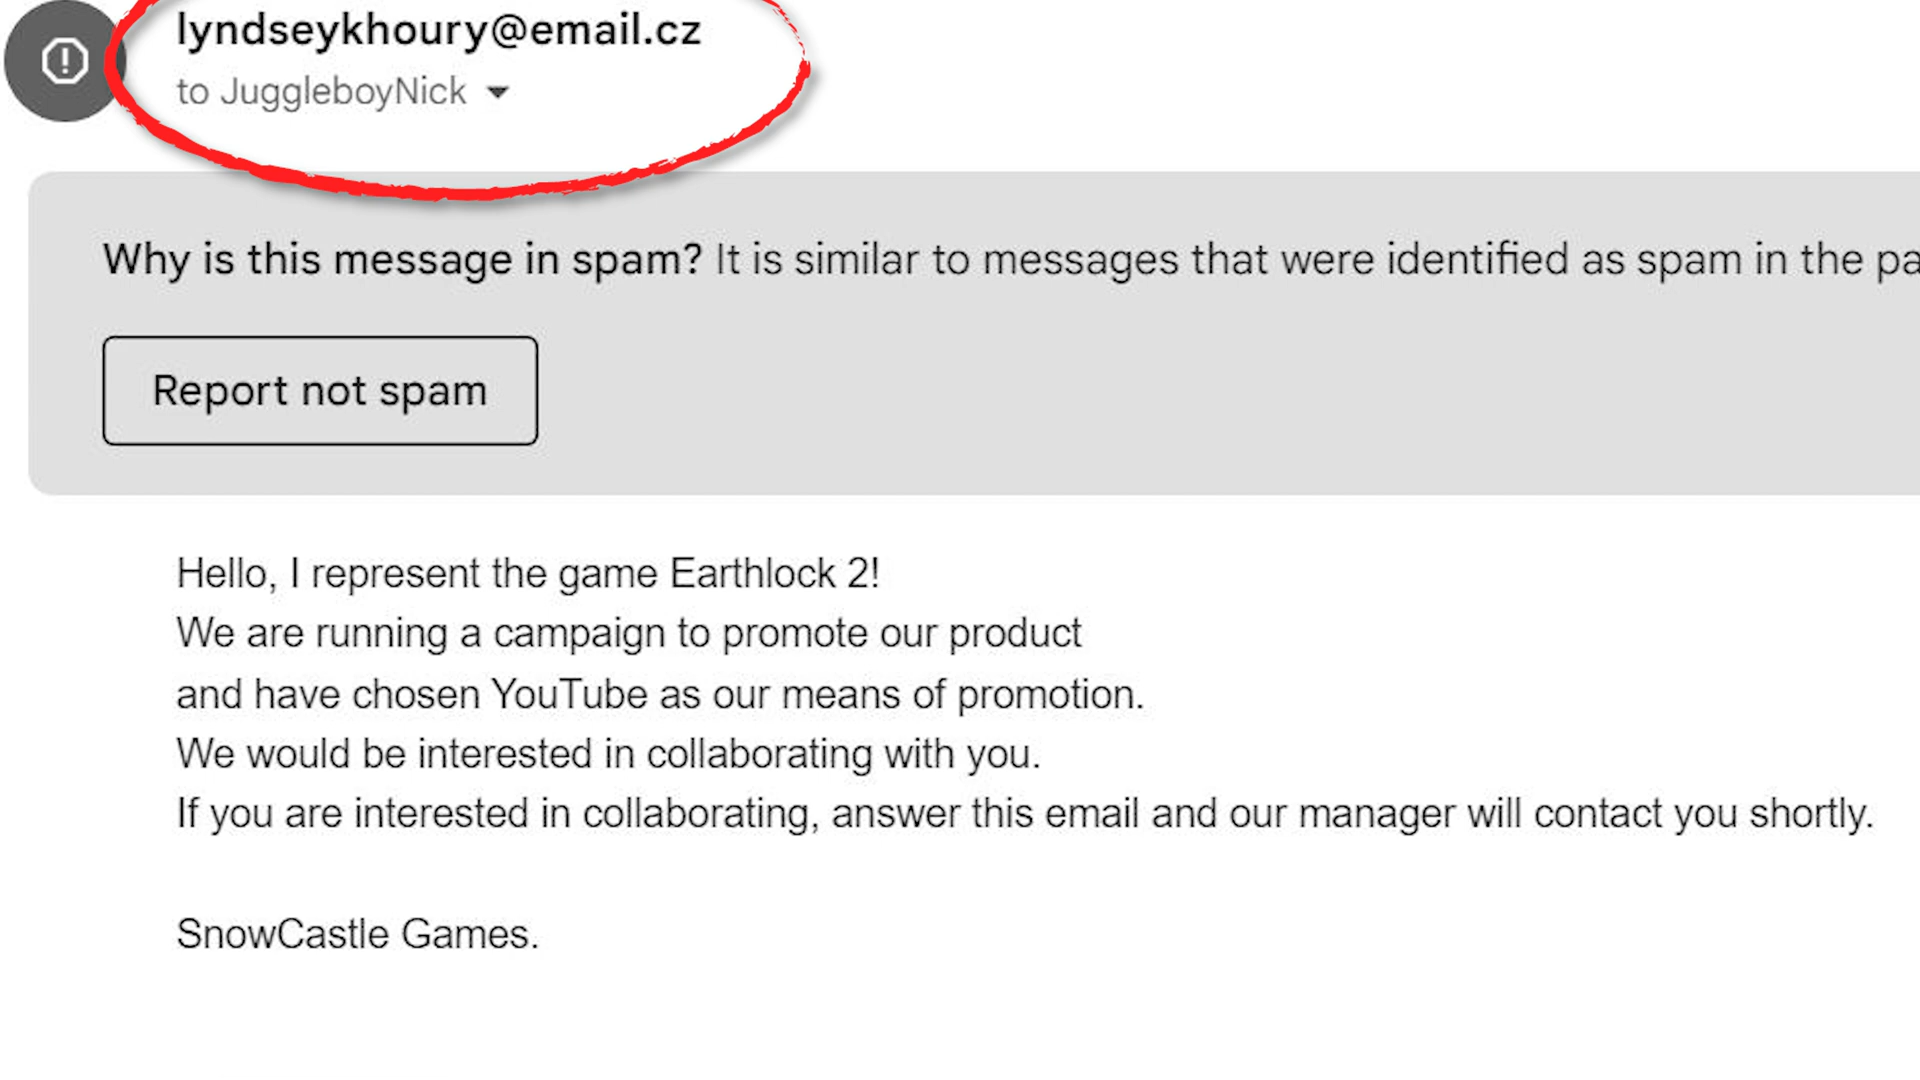 lyndseykhoury@email.cz
to JuggleboyNick
Why is this message in spam? It is similar to messages that were identified as spam in the
Report not spam
Hello, I represent the game Earthlock 2!
We are running a campaign to promote our product
and have chosen YouTube as our means of promotion.
We would be interested in collaborating with you.
If you are interested in collaborating, answer this email and our manager will contact you shortly.
SnowCastle Games.